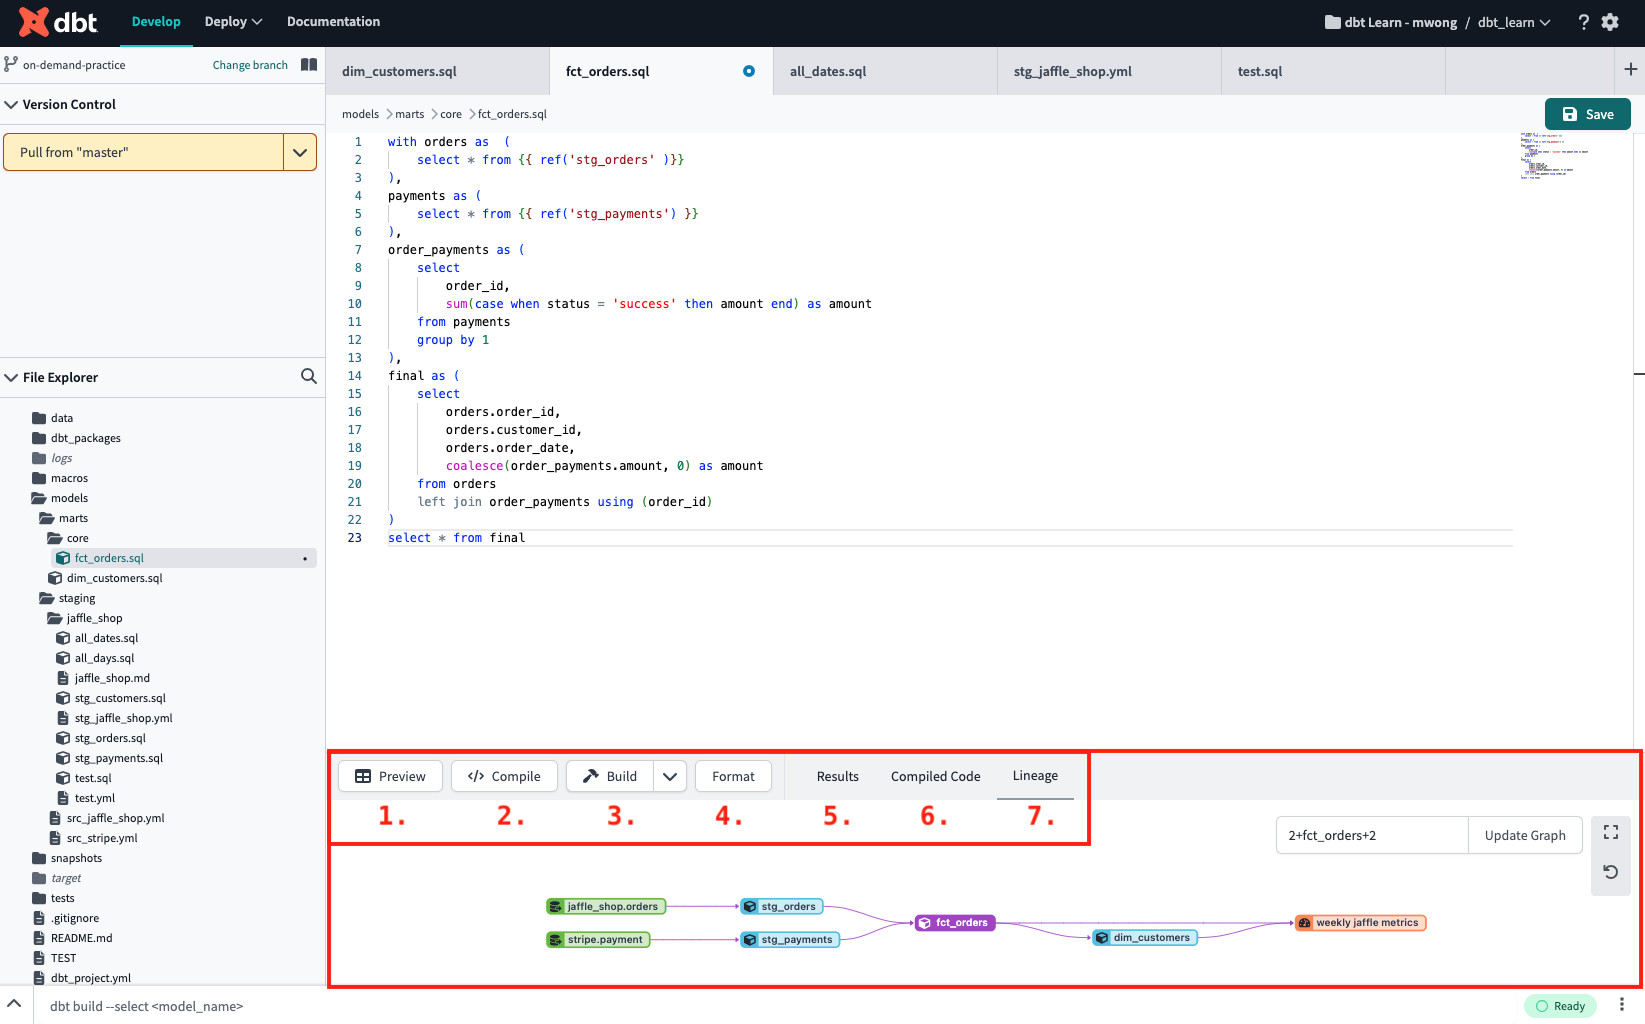 dbt
Develop
Deploy
Documentation
dbt Learn - mwong / dbt_learn
?
on-demand-practice
Change branch
Version Control
Pull from "master"
File Explorer
data
dbt_packages
logs
macros
models
marts
core
fct_orders.sql
dim_customers.sql
staging
jaffle_shop
all_dates.sql
all_days.sql
jaffle_shop.md
stg_customers.sql
stg_jaffle_shop.yml
stg_orders.sql
stg_payments.sql
test.sql
test.yml
src_jaffle_shop.yml
src_stripe.yml
snapshots
target
tests
.gitignore
README.md
TEST
dbt_project.yml
dim_customers.sql
fct_orders.sql
all_dates.sql
stg_jaffle_shop.yml
test.sql
+
models > marts > core > fct_orders.sql
Save
1 with orders as  (
2     select * from {{ ref('stg_orders' )}}
3 ),
4 payments as (
5     select * from {{ ref('stg_payments') }}
6 ),
7 order_payments as (
8     select
9         order_id,
10         sum(case when status = 'success' then amount end) as amount
11     from payments
12     group by 1
13 ),
14 final as (
15     select
16         orders.order_id,
17         orders.customer_id,
18         orders.order_date,
19         coalesce(order_payments.amount, 0) as amount
20     from orders
21     left join order_payments using (order_id)
22 )
23 select * from final
Preview
</> Compile
Build
Format
Results
Compiled Code
Lineage
1. 2. 3. 4. 5. 6. 7.
2+fct_orders+2
Update Graph
jaffle_shop.orders
stg_orders
fct_orders
weekly jaffle metrics
stripe.payment
stg_payments
dim_customers
dbt build --select <model_name>
Ready